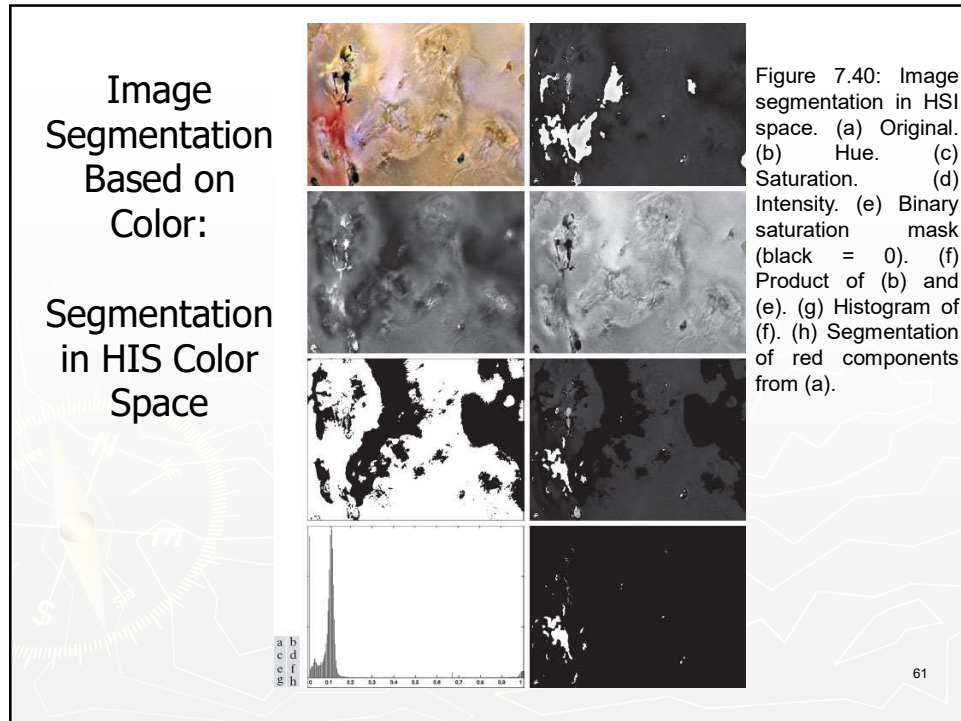 Image
Segmentation
Based on
Color:
Segmentation
in HIS Color
Space
Figure 7.40: Image
segmentation in HSI
space. (a) Original.
(b) Hue. (c)
Saturation. (d)
Intensity. (e) Binary
saturation mask
(black = 0). (f)
Product of (b) and
(e). (g) Histogram of
(f). (h) Segmentation
of red components
from (a).
a b
c d
e f
g h
0 0.1 0.2 0.3 0.4 0.5 0.6 0.7 0.8 0.9 1
N
E
S
61